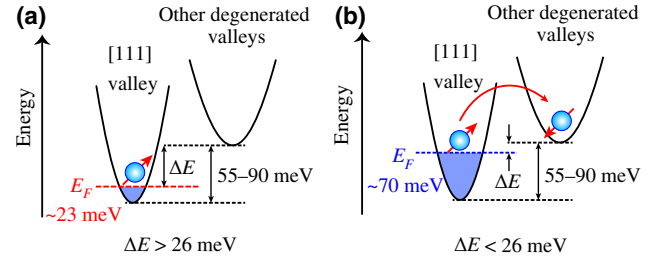 (a)
Other degenerated
valleys
[111]
valley
Energy
ΔE
55–90 meV
E_F
~23 meV
ΔE > 26 meV
(b)
Other degenerated
valleys
[111]
valley
Energy
E_F
~70 meV
ΔE
55–90 meV
ΔE < 26 meV